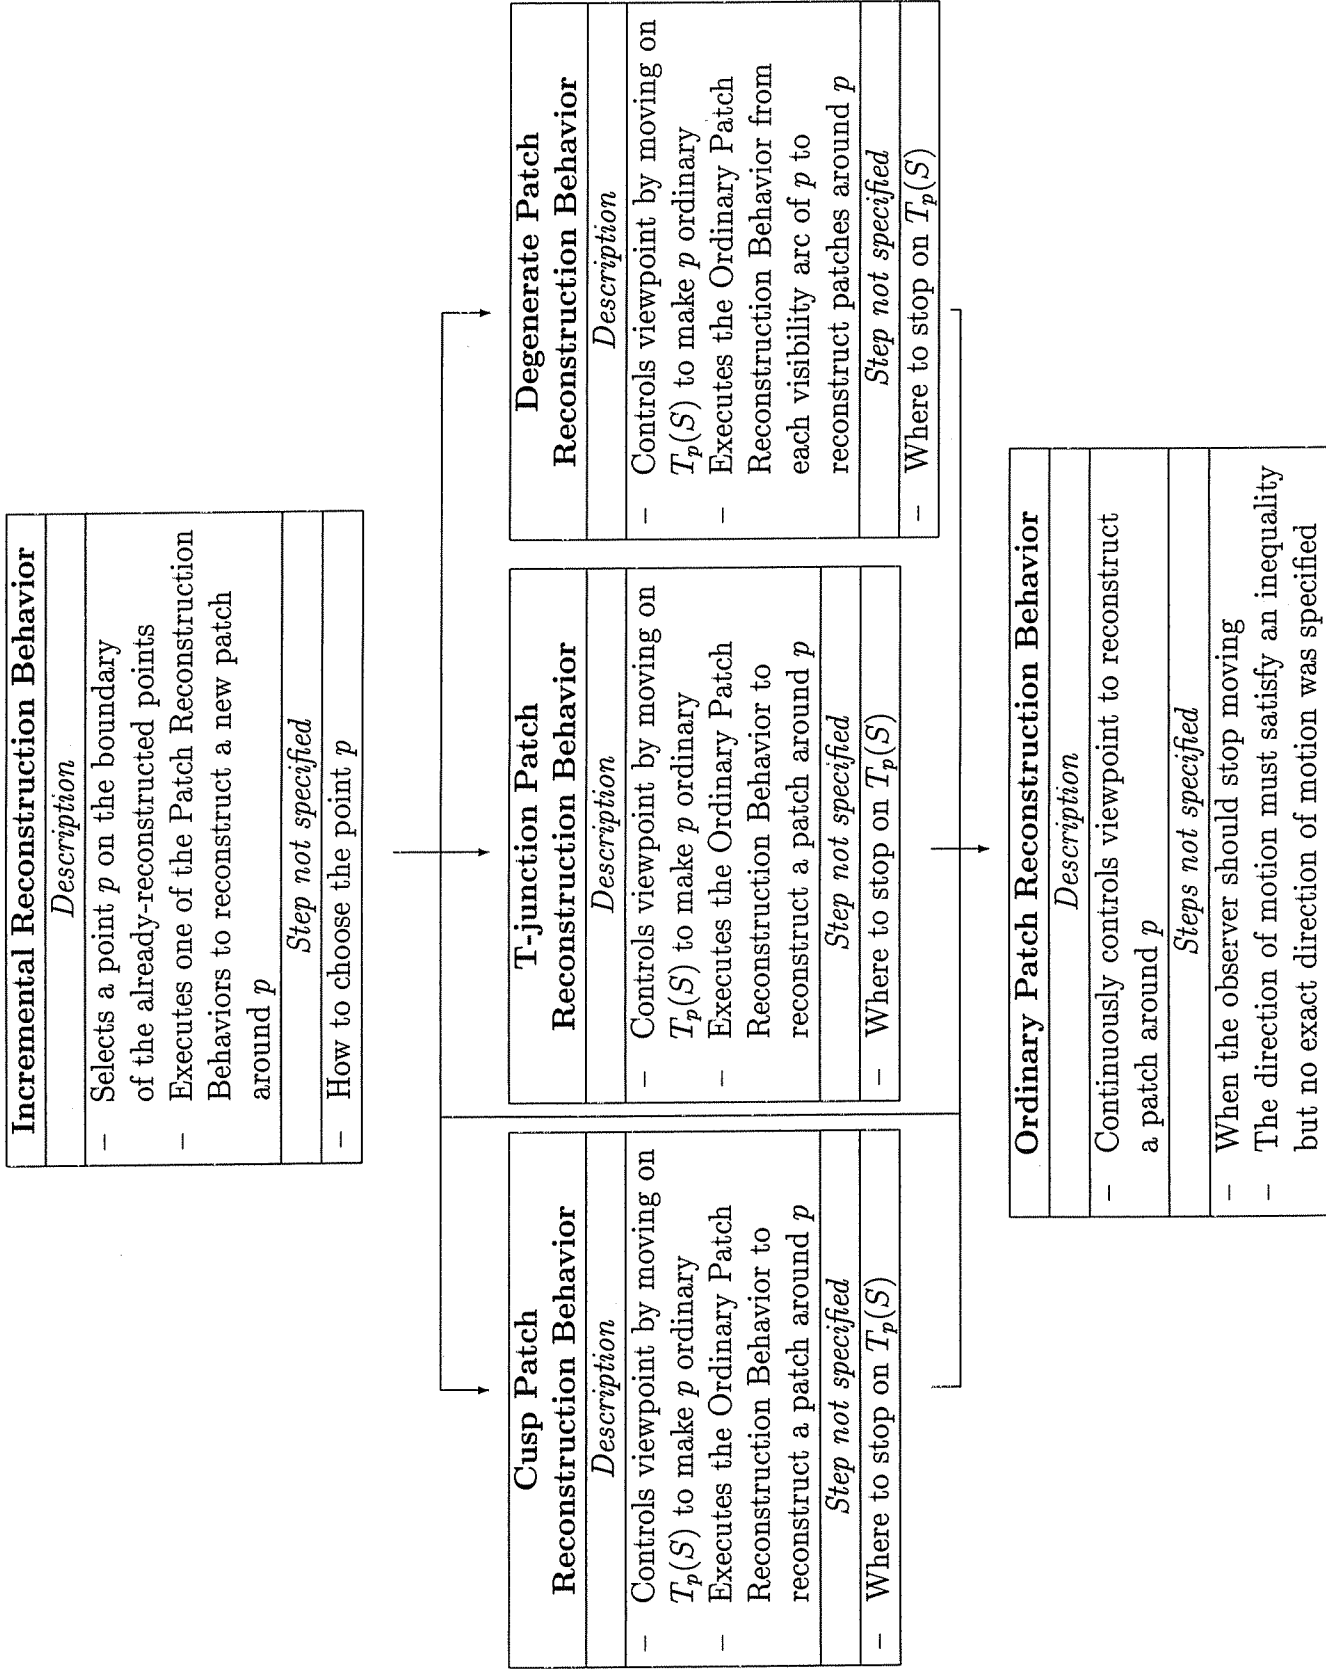 Incremental Reconstruction Behavior
Description
– Selects a point p on the boundary
of the already-reconstructed points
– Executes one of the Patch Reconstruction
Behaviors to reconstruct a new patch
around p
Step not specified
– How to choose the point p
Cusp Patch
Reconstruction Behavior
Description
– Controls viewpoint by moving on
T_p(S) to make p ordinary
– Executes the Ordinary Patch
Reconstruction Behavior to
reconstruct a patch around p
Step not specified
– Where to stop on T_p(S)
T-junction Patch
Reconstruction Behavior
Description
– Controls viewpoint by moving on
T_p(S) to make p ordinary
– Executes the Ordinary Patch
Reconstruction Behavior to
reconstruct a patch around p
Step not specified
– Where to stop on T_p(S)
Degenerate Patch
Reconstruction Behavior
Description
– Controls viewpoint by moving on
T_p(S) to make p ordinary
– Executes the Ordinary Patch
Reconstruction Behavior from
each visibility arc of p to
reconstruct patches around p
Step not specified
– Where to stop on T_p(S)
Ordinary Patch Reconstruction Behavior
Description
– Continuously controls viewpoint to reconstruct
a patch around p
Steps not specified
– When the observer should stop moving
– The direction of motion must satisfy an inequality
but no exact direction of motion was specified